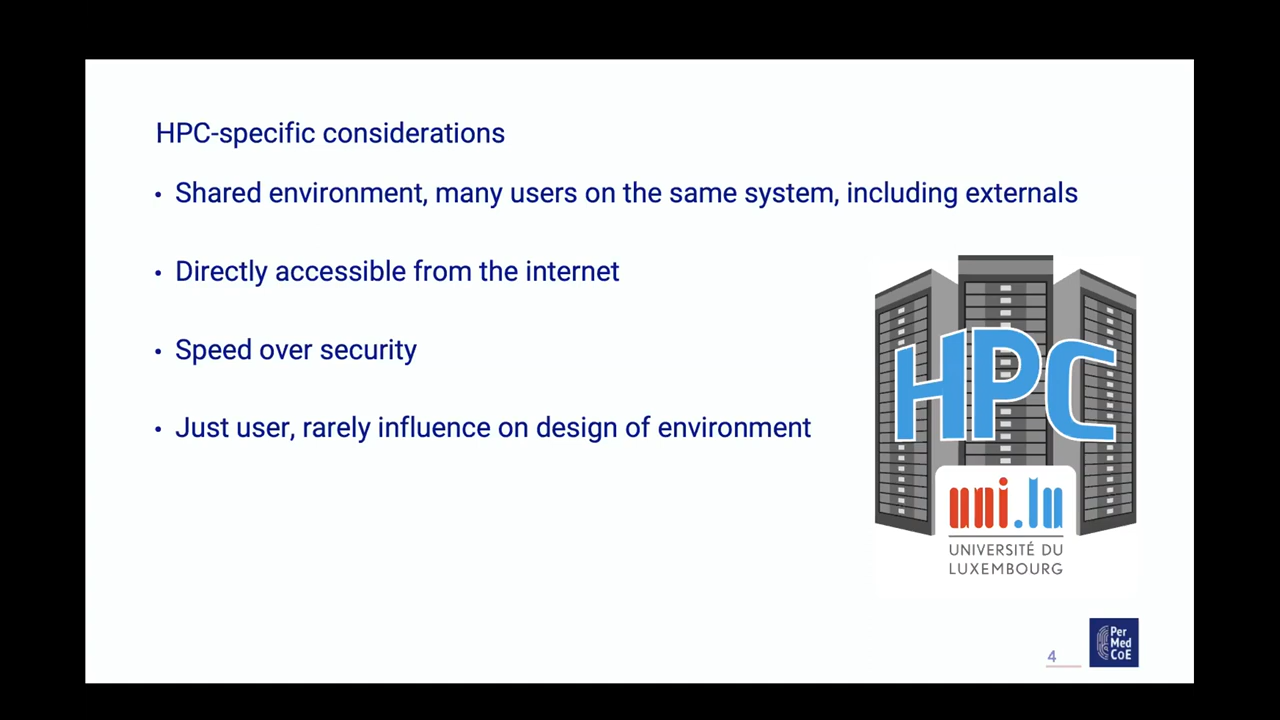 HPC-specific considerations
• Shared environment, many users on the same system, including externals
• Directly accessible from the internet
• Speed over security
• Just user, rarely influence on design of environment
HPC
uni.lu
UNIVERSITÉ DU
LUXEMBOURG
4
Per
Med
CoE